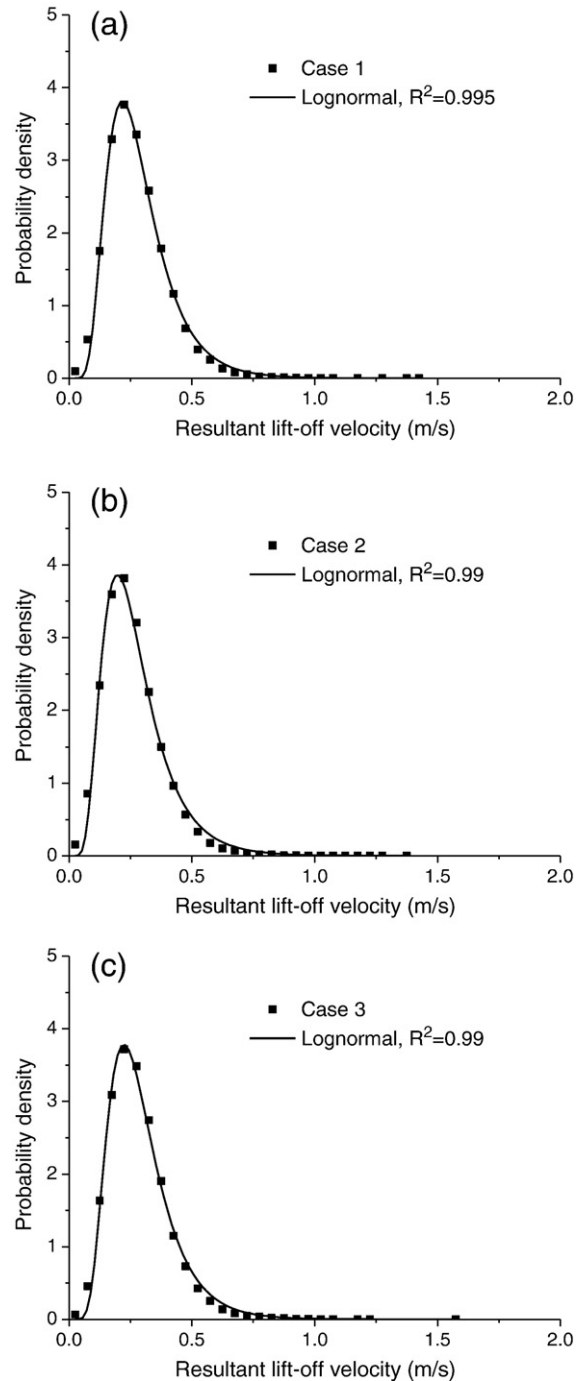 (a)
5
4
3
2
1
0
Probability density
Case 1
Lognormal, R²=0.995
0.0 0.5 1.0 1.5 2.0
Resultant lift-off velocity (m/s)
(b)
5
4
3
2
1
0
Probability density
Case 2
Lognormal, R²=0.99
0.0 0.5 1.0 1.5 2.0
Resultant lift-off velocity (m/s)
(c)
5
4
3
2
1
0
Probability density
Case 3
Lognormal, R²=0.99
0.0 0.5 1.0 1.5 2.0
Resultant lift-off velocity (m/s)